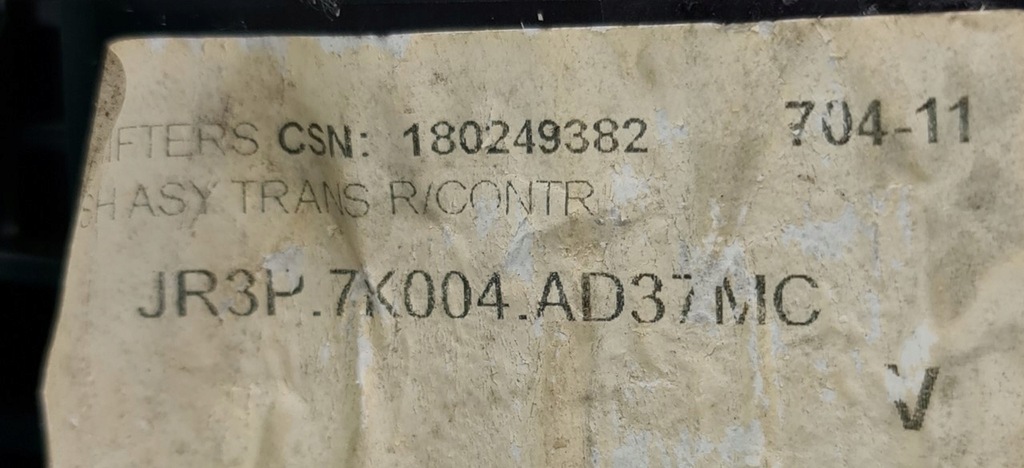 IFTERS CSN: 180249382 704-11
SH ASY TRANS R/CONTR
JR3P.7K004.AD37MC
V